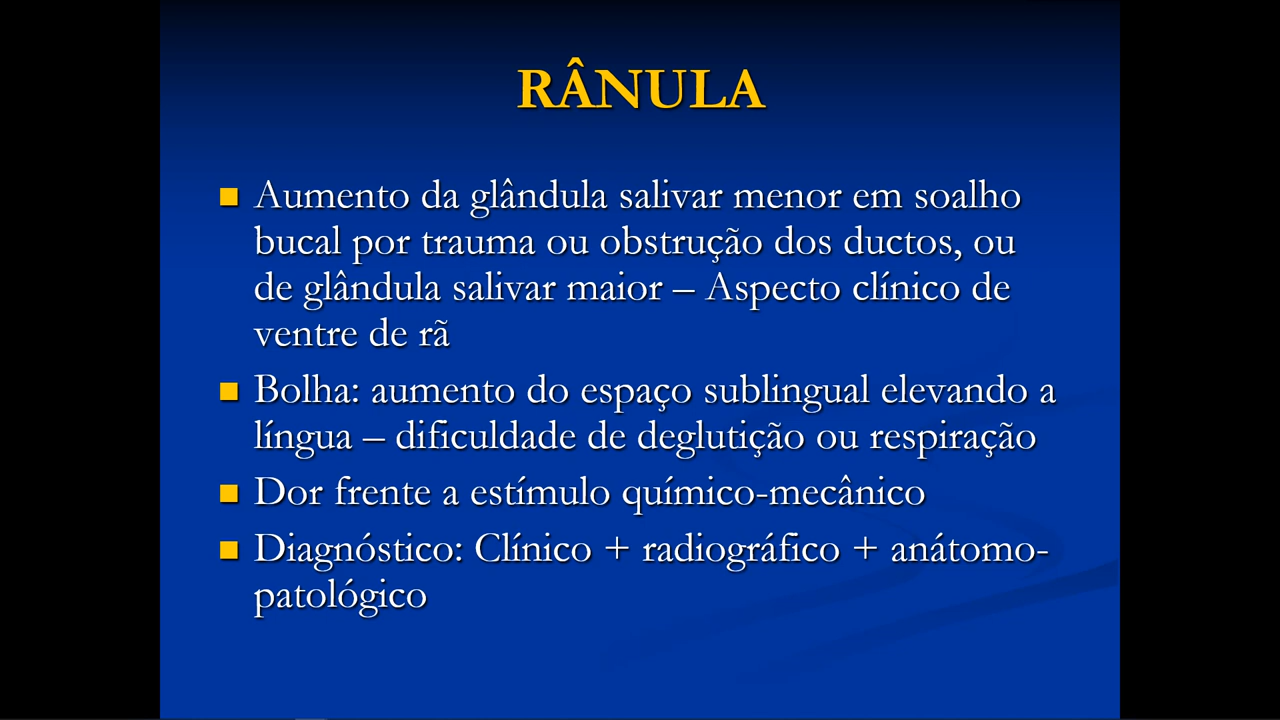 RÂNULA
Aumento da glândula salivar menor em soalho
bucal por trauma ou obstrução dos ductos, ou
de glândula salivar maior – Aspecto clínico de
ventre de rã
Bolha: aumento do espaço sublingual elevando a
língua – dificuldade de deglutição ou respiração
Dor frente a estímulo químico-mecânico
Diagnóstico: Clínico + radiográfico + anátomo-
patológico